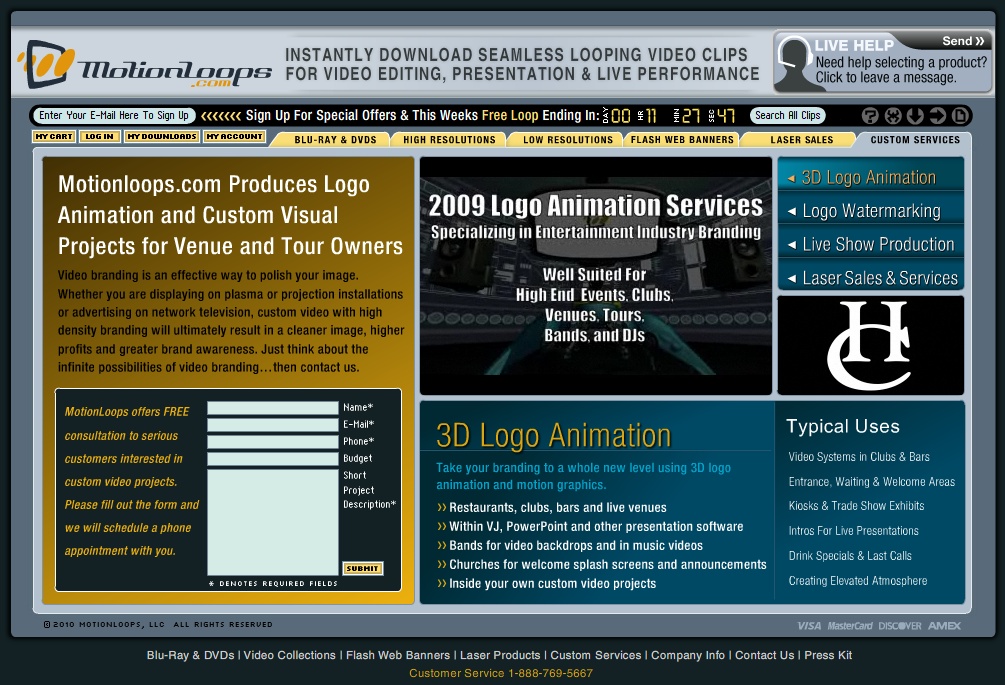 MotionLoops
.com
INSTANTLY DOWNLOAD SEAMLESS LOOPING VIDEO CLIPS
FOR VIDEO EDITING, PRESENTATION & LIVE PERFORMANCE
LIVE HELP
Send »
Need help selecting a product?
Click to leave a message.
Enter Your E-Mail Here To Sign Up
‹‹‹‹‹‹‹ Sign Up For Special Offers & This Weeks Free Loop Ending In: DAY 00 HR 11 MIN 27 SEC 47
Search All Clips
MY CART
LOG IN
MY DOWNLOADS
MY ACCOUNT
BLU-RAY & DVDS
HIGH RESOLUTIONS
LOW RESOLUTIONS
FLASH WEB BANNERS
LASER SALES
CUSTOM SERVICES
Motionloops.com Produces Logo
Animation and Custom Visual
Projects for Venue and Tour Owners
Video branding is an effective way to polish your image.
Whether you are displaying on plasma or projection installations
or advertising on network television, custom video with high
density branding will ultimately result in a cleaner image, higher
profits and greater brand awareness. Just think about the
infinite possibilities of video branding...then contact us.
MotionLoops offers FREE
consultation to serious
customers interested in
custom video projects.
Please fill out the form and
we will schedule a phone
appointment with you.
Name*
E-Mail*
Phone*
Budget
Short
Project
Description*
SUBMIT
* DENOTES REQUIRED FIELDS
2009 Logo Animation Services
Specializing in Entertainment Industry Branding
Well Suited For
High End Events, Clubs,
Venues, Tours,
Bands, and DJs
3D Logo Animation
Logo Watermarking
Live Show Production
Laser Sales & Services
CH
3D Logo Animation
Take your branding to a whole new level using 3D logo
animation and motion graphics.
›› Restaurants, clubs, bars and live venues
›› Within VJ, PowerPoint and other presentation software
›› Bands for video backdrops and in music videos
›› Churches for welcome splash screens and announcements
›› Inside your own custom video projects
Typical Uses
Video Systems in Clubs & Bars
Entrance, Waiting & Welcome Areas
Kiosks & Trade Show Exhibits
Intros For Live Presentations
Drink Specials & Last Calls
Creating Elevated Atmosphere
© 2010 MOTIONLOOPS, LLC ALL RIGHTS RESERVED
VISA MasterCard DISCOVER AMEX
Blu-Ray & DVDs | Video Collections | Flash Web Banners | Laser Products | Custom Services | Company Info | Contact Us | Press Kit
Customer Service 1-888-769-5667